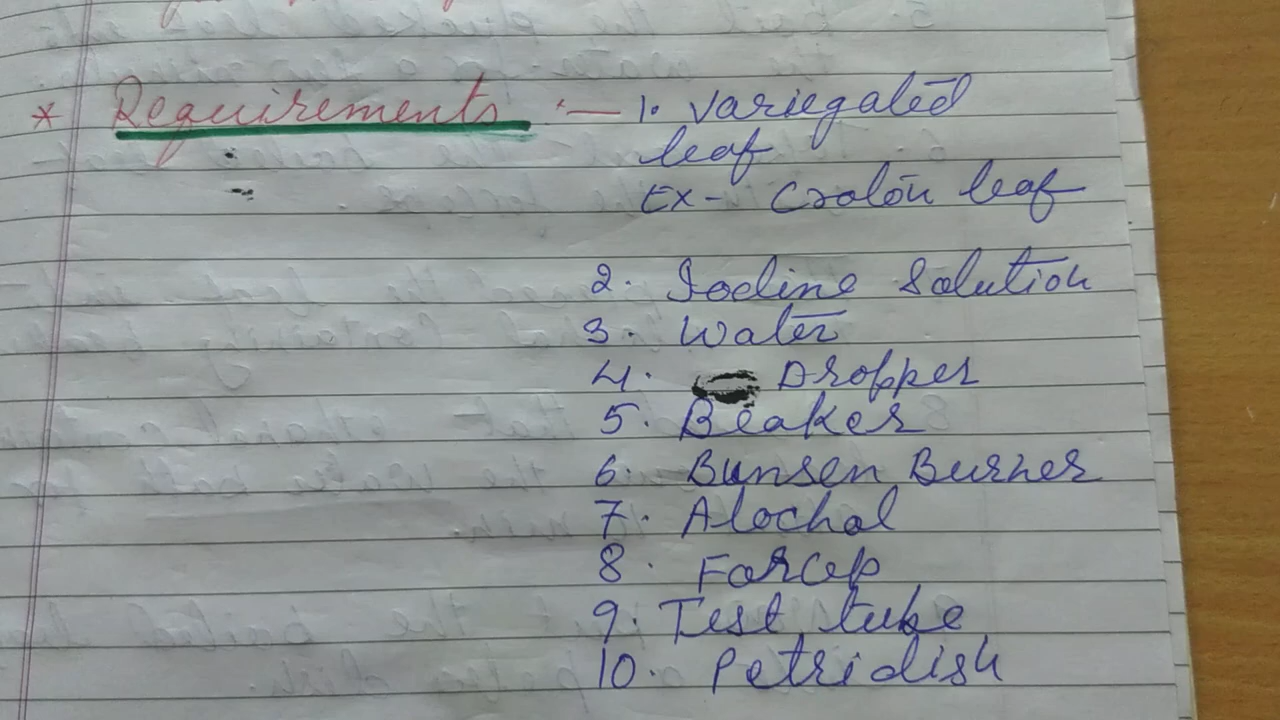 * Requirements :— 1. Variegated
leaf
Ex- Croton leaf
2. Iodine Solution
3. Water
4. Dropper
5. Beaker
6. Bunsen Burner
7. Alochol
8. Forcep
9. Test tube
10. Petridish